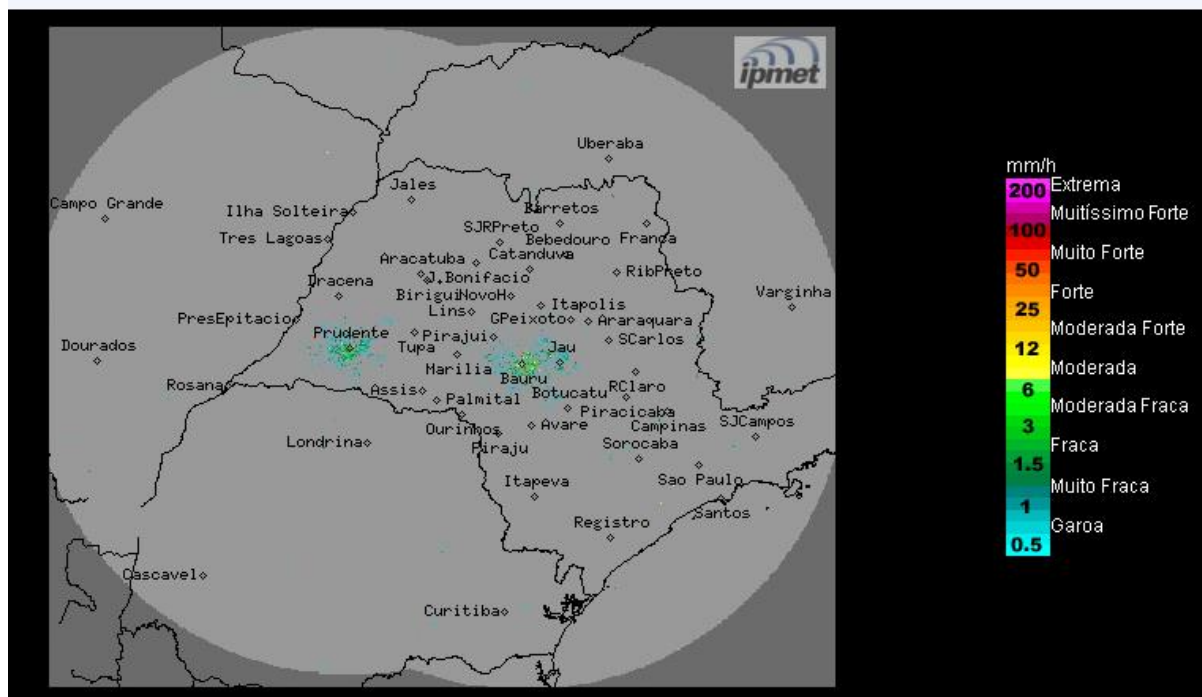 ipmet
Uberaba
Jales
Campo Grande
Ilha Solteira
Barretos
SJRPreto
Tres Lagoas
Bebedouro
Franca
Catanduva
Aracatuba
J.Bonifacio
RibPreto
Dracena
Birigui
NovoH
Varginha
Itapolis
Lins
PresEpitacio
GPeixoto
Araraquara
Prudente
Pirajui
SCarlos
Dourados
Tupa
Jau
Marilia
Bauru
Rosana
Assis
RClaro
Botucatu
Palmital
Piracicaba
SJCampos
Ourinhos
Avare
Campinas
Londrina
Piraju
Sorocaba
Itapeva
Sao Paulo
Santos
Registro
Cascavel
Curitiba
mm/h
200 Extrema
Muitíssimo Forte
100
Muito Forte
50
Forte
25
Moderada Forte
12
Moderada
6
Moderada Fraca
3
Fraca
1.5
Muito Fraca
1
Garoa
0.5